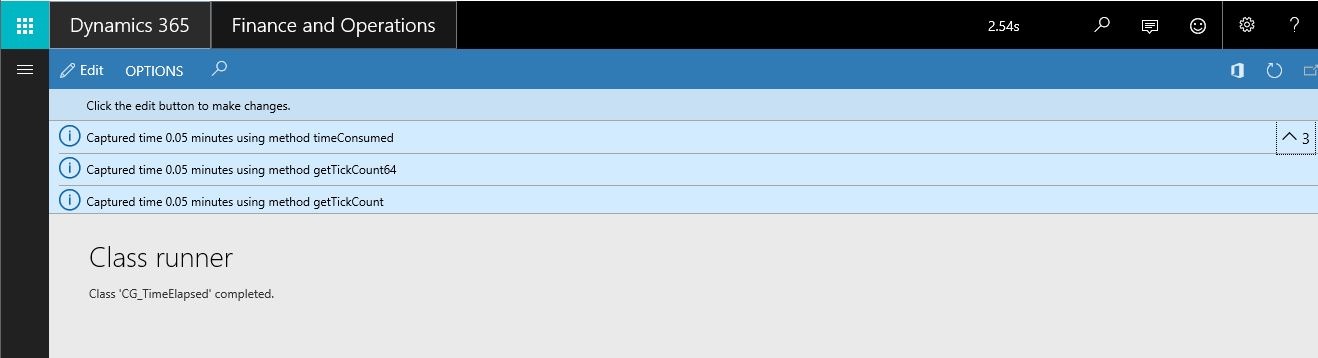 Dynamics 365 Finance and Operations 2.54s ?
Edit OPTIONS
Click the edit button to make changes.
Captured time 0.05 minutes using method timeConsumed 3
Captured time 0.05 minutes using method getTickCount64
Captured time 0.05 minutes using method getTickCount
Class runner
Class 'CG_TimeElapsed' completed.